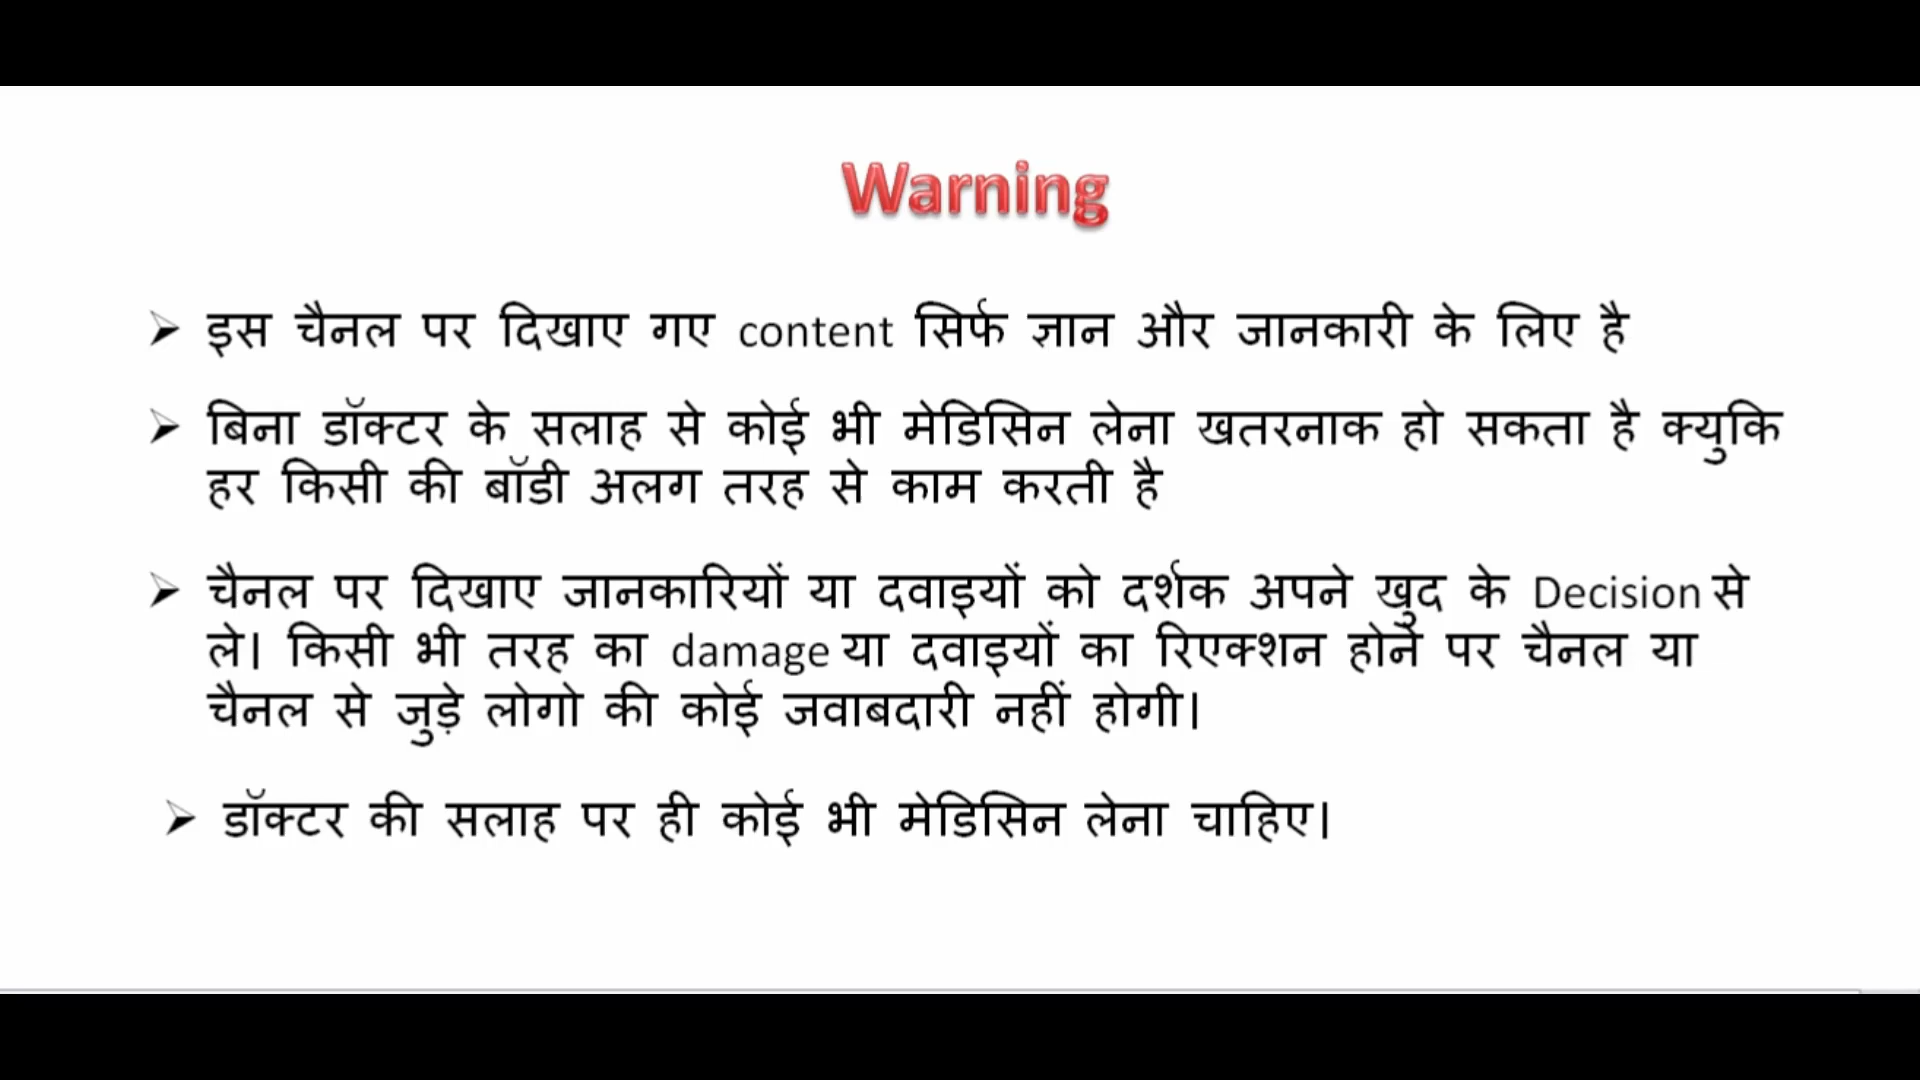 Warning
➢ इस चैनल पर दिखाए गए content सिर्फ ज्ञान और जानकारी के लिए है
➢ बिना डॉक्टर के सलाह से कोई भी मेडिसिन लेना खतरनाक हो सकता है क्युकि
हर किसी की बॉडी अलग तरह से काम करती है
➢ चैनल पर दिखाए जानकारियों या दवाइयों को दर्शक अपने खुद के Decision से
ले। किसी भी तरह का damage या दवाइयों का रिएक्शन होने पर चैनल या
चैनल से जुड़े लोगो की कोई जवाबदारी नहीं होगी।
➢ डॉक्टर की सलाह पर ही कोई भी मेडिसिन लेना चाहिए।